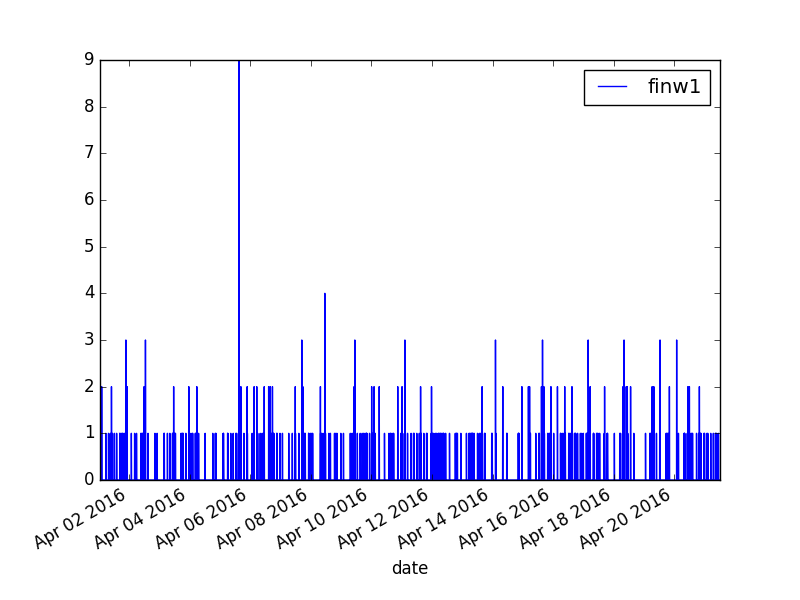 9
8
7
6
5
4
3
2
1
0
finw1
Apr 02 2016
Apr 04 2016
Apr 06 2016
Apr 08 2016
Apr 10 2016
Apr 12 2016
Apr 14 2016
Apr 16 2016
Apr 18 2016
Apr 20 2016
date